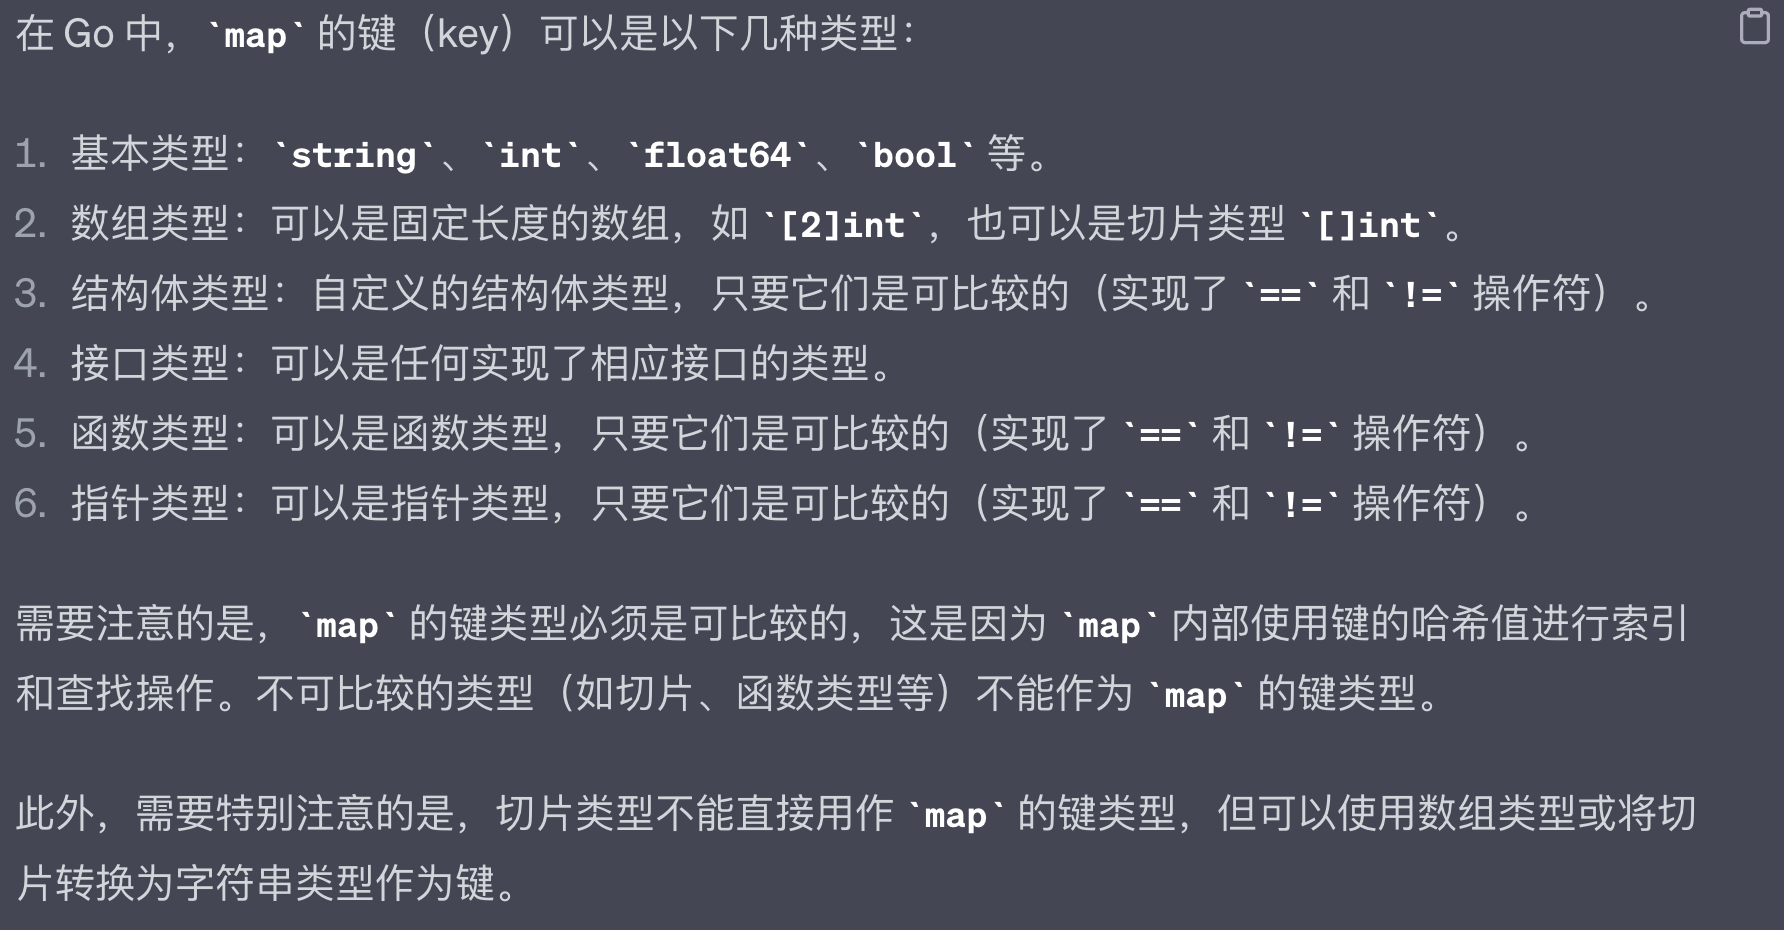 在 Go 中，`map` 的键（key）可以是以下几种类型：
1. 基本类型：`string`、`int`、`float64`、`bool` 等。
2. 数组类型：可以是固定长度的数组，如 `[2]int`，也可以是切片类型 `[]int`。
3. 结构体类型：自定义的结构体类型，只要它们是可比较的（实现了 `==` 和 `!=` 操作符）。
4. 接口类型：可以是任何实现了相应接口的类型。
5. 函数类型：可以是函数类型，只要它们是可比较的（实现了 `==` 和 `!=` 操作符）。
6. 指针类型：可以是指针类型，只要它们是可比较的（实现了 `==` 和 `!=` 操作符）。
需要注意的是，`map` 的键类型必须是可比较的，这是因为 `map` 内部使用键的哈希值进行索引
和查找操作。不可比较的类型（如切片、函数类型等）不能作为 `map` 的键类型。
此外，需要特别注意的是，切片类型不能直接用作 `map` 的键类型，但可以使用数组类型或将切
片转换为字符串类型作为键。